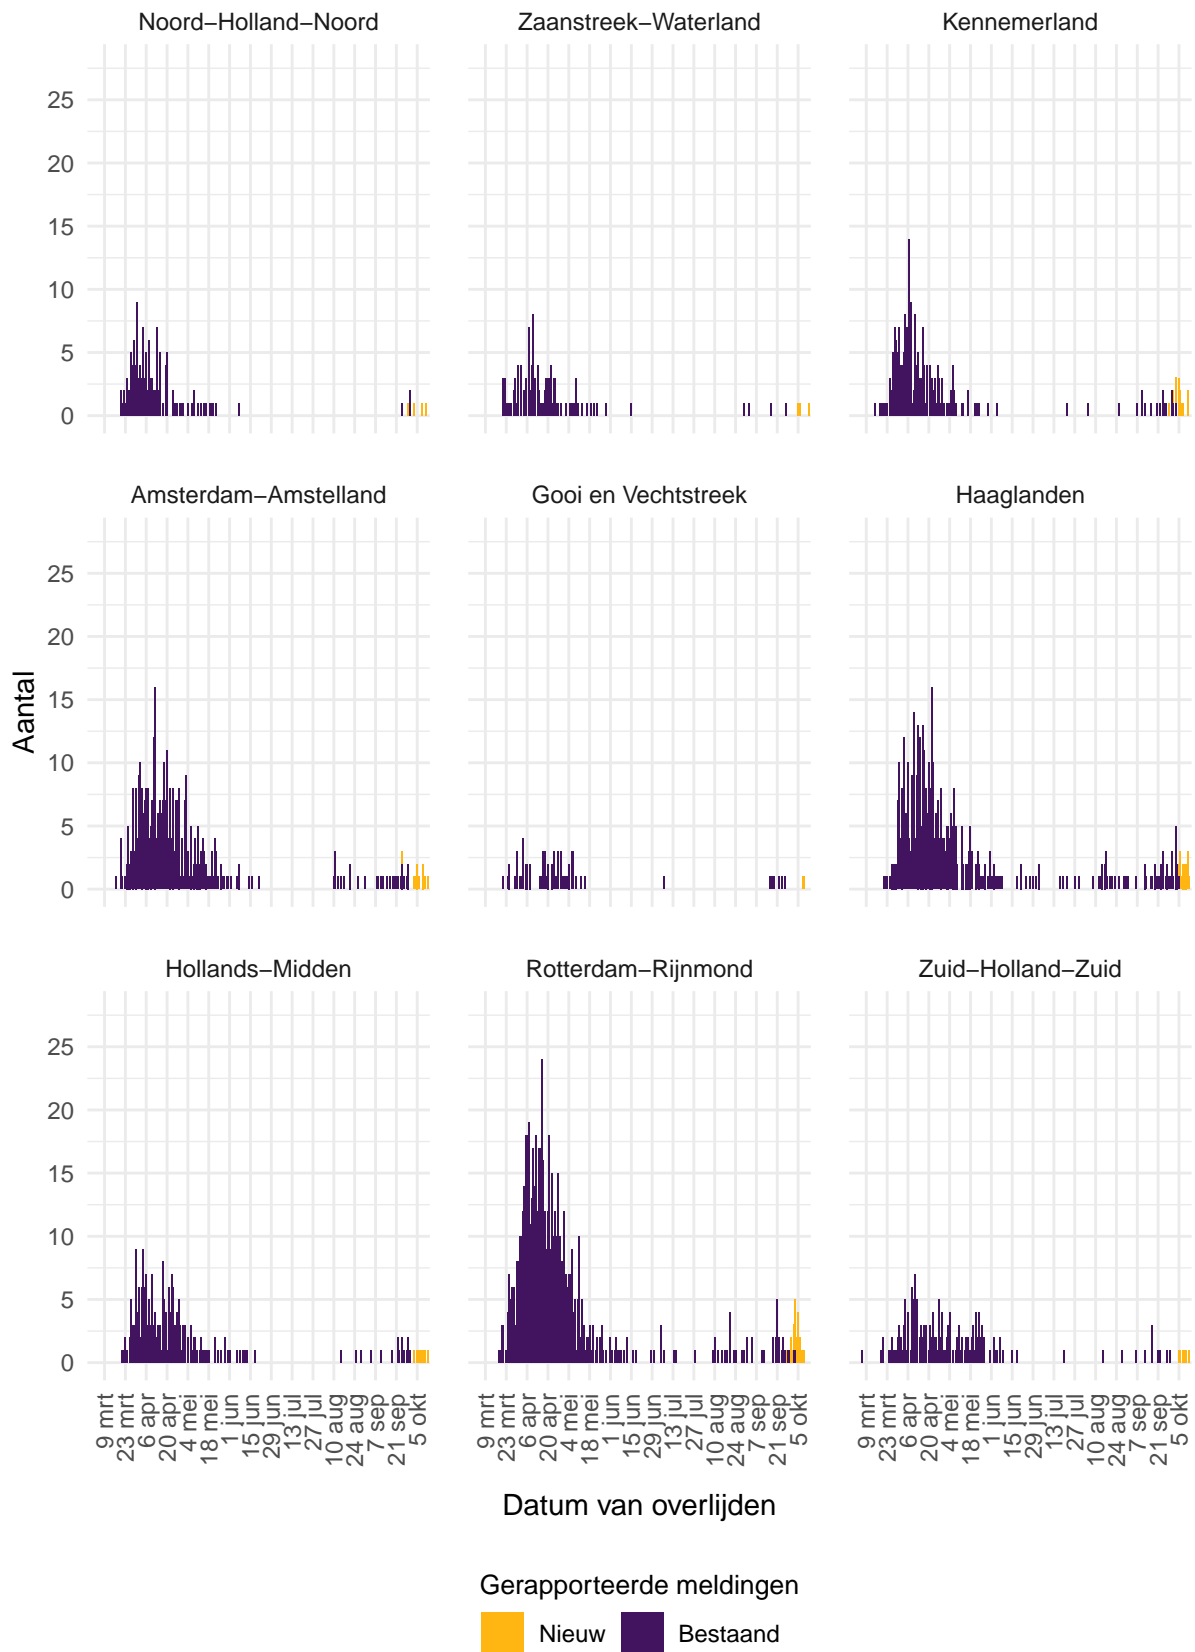 Noord−Holland−Noord Zaanstreek−Waterland Kennemerland
25
20
15
10
5
0
Amsterdam−Amstelland Gooi en Vechtstreek Haaglanden
25
20
15
10
5
0
Aantal
Hollands−Midden Rotterdam−Rijnmond Zuid−Holland−Zuid
25
20
15
10
5
0
9 mrt 23 mrt 6 apr 20 apr 4 mei 18 mei 1 jun 15 jun 29 jun 13 jul 27 jul 10 aug 24 aug 7 sep 21 sep 5 okt
9 mrt 23 mrt 6 apr 20 apr 4 mei 18 mei 1 jun 15 jun 29 jun 13 jul 27 jul 10 aug 24 aug 7 sep 21 sep 5 okt
9 mrt 23 mrt 6 apr 20 apr 4 mei 18 mei 1 jun 15 jun 29 jun 13 jul 27 jul 10 aug 24 aug 7 sep 21 sep 5 okt
Datum van overlijden
Gerapporteerde meldingen
Nieuw Bestaand